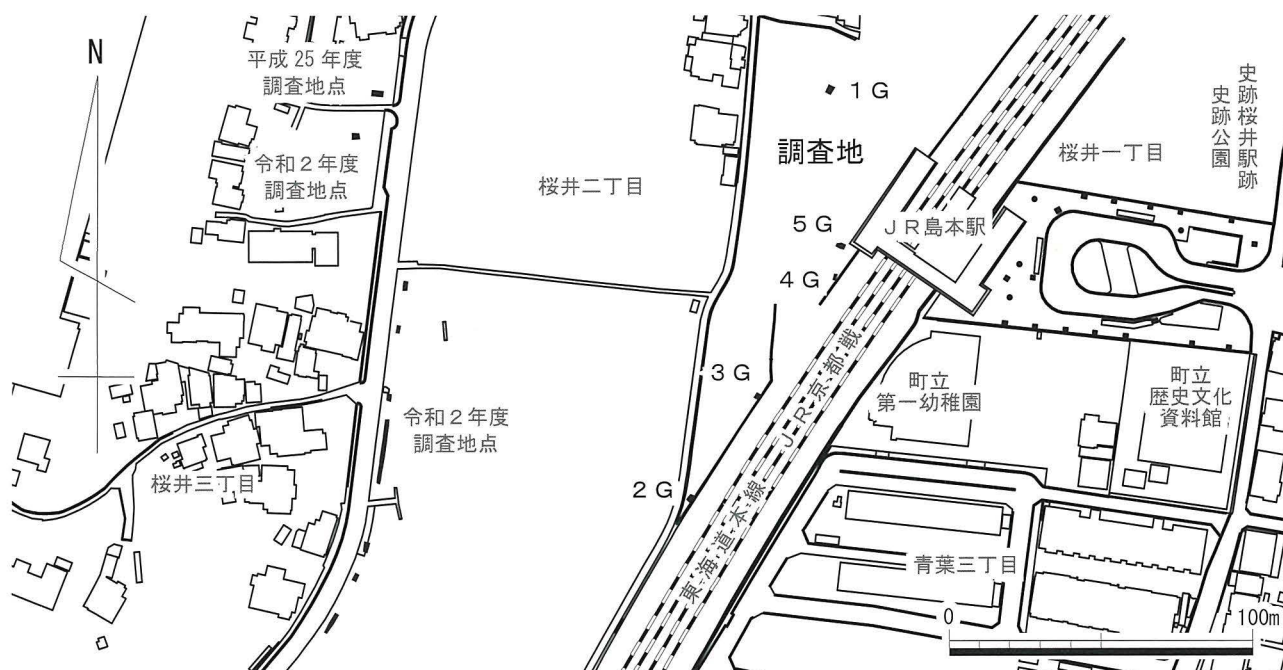 N
平成25年度
調査地点
令和2年度
調査地点
桜井二丁目
1G
調査地
桜井一丁目
史跡桜井駅跡
史跡公園
5G
JR島本駅
4G
3G
町立
第一幼稚園
町立
歴史文化
資料館
令和2年度
調査地点
桜井三丁目
2G
東海道本線 JR京都戦
青葉三丁目
0
100m